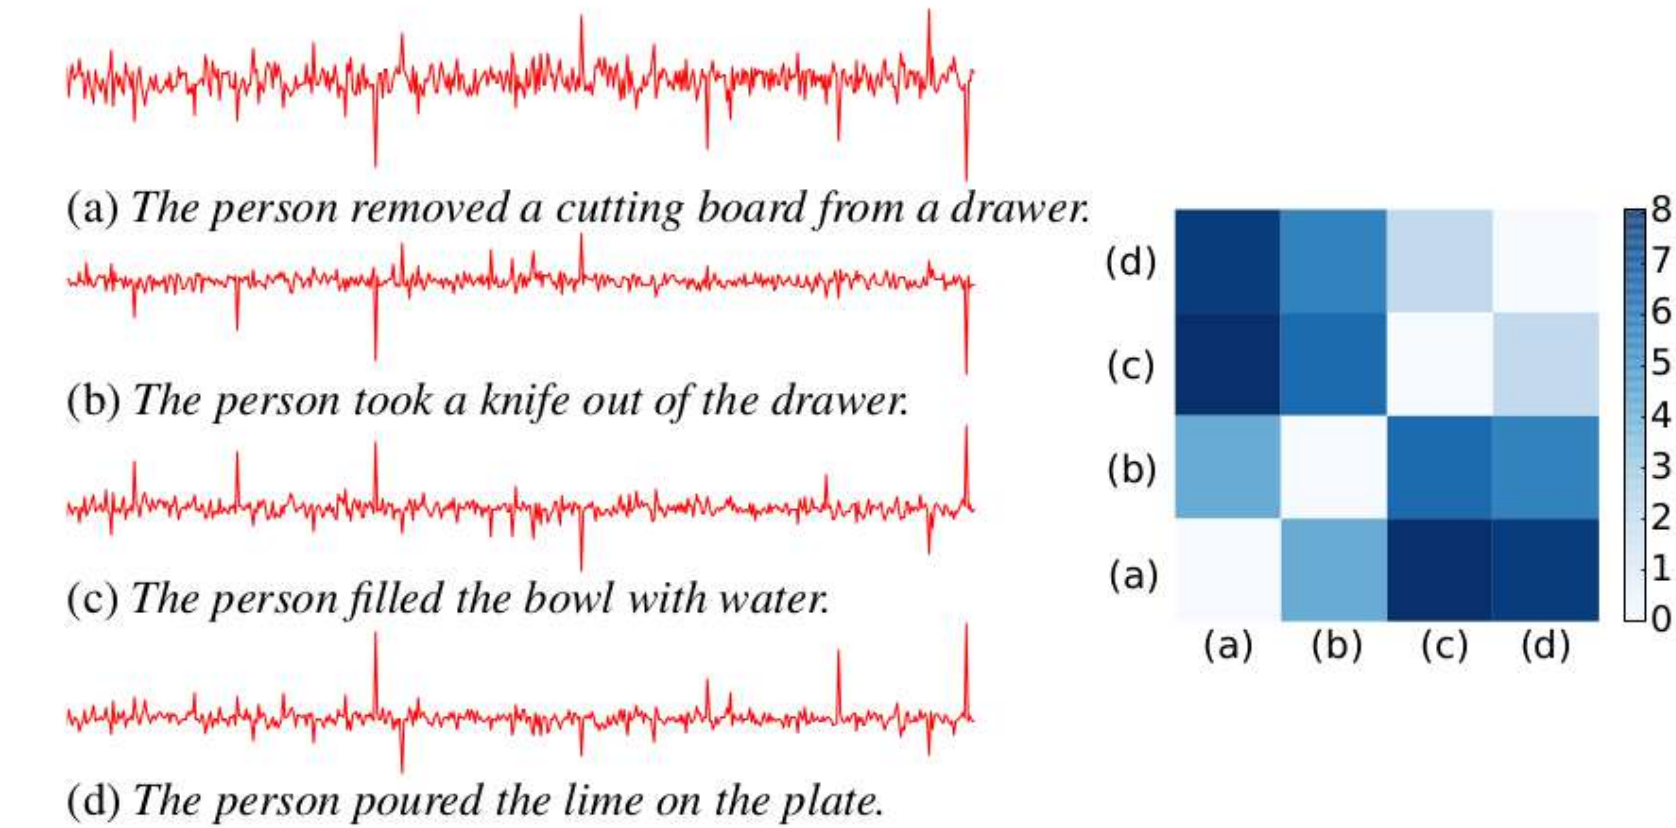 (a) The person removed a cutting board from a drawer.
(b) The person took a knife out of the drawer.
(c) The person filled the bowl with water.
(d) The person poured the lime on the plate.
(d)
(c)
(b)
(a)
(a) (b) (c) (d)
8
7
6
5
4
3
2
1
0